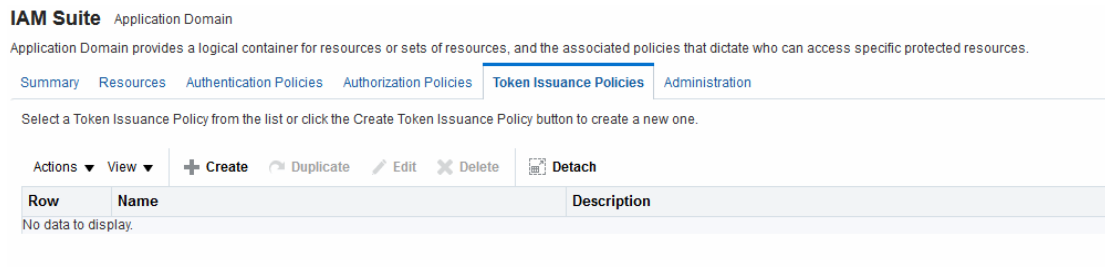 IAM Suite Application Domain
Application Domain provides a logical container for resources or sets of resources, and the associated policies that dictate who can access specific protected resources.
Summary Resources Authentication Policies Authorization Policies Token Issuance Policies Administration
Select a Token Issuance Policy from the list or click the Create Token Issuance Policy button to create a new one.
Actions View Create Duplicate Edit Delete Detach
Row Name Description
No data to display.